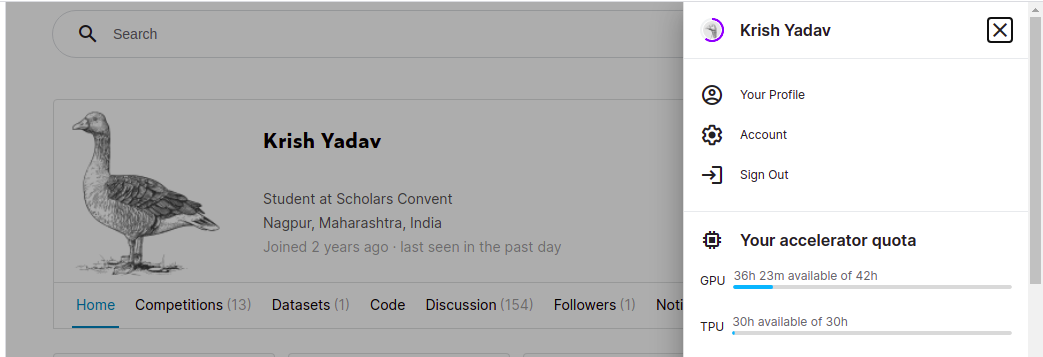 Search
Krish Yadav
Student at Scholars Convent
Nagpur, Maharashtra, India
Joined 2 years ago · last seen in the past day
Home Competitions (13) Datasets (1) Code Discussion (154) Followers (1) Noti
Krish Yadav
Your Profile
Account
Sign Out
Your accelerator quota
GPU 36h 23m available of 42h
TPU 30h available of 30h